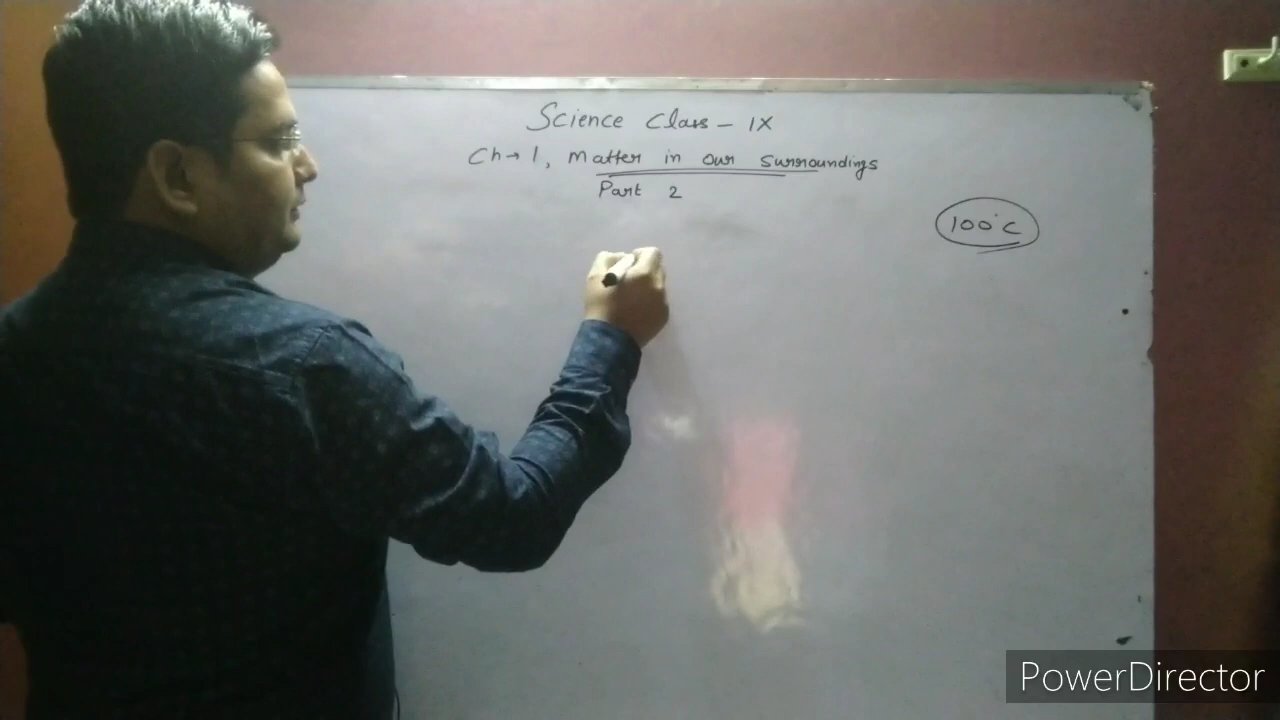 Science Class - IX
Ch → 1, Matter in our surroundings
Part 2
100°C
PowerDirector